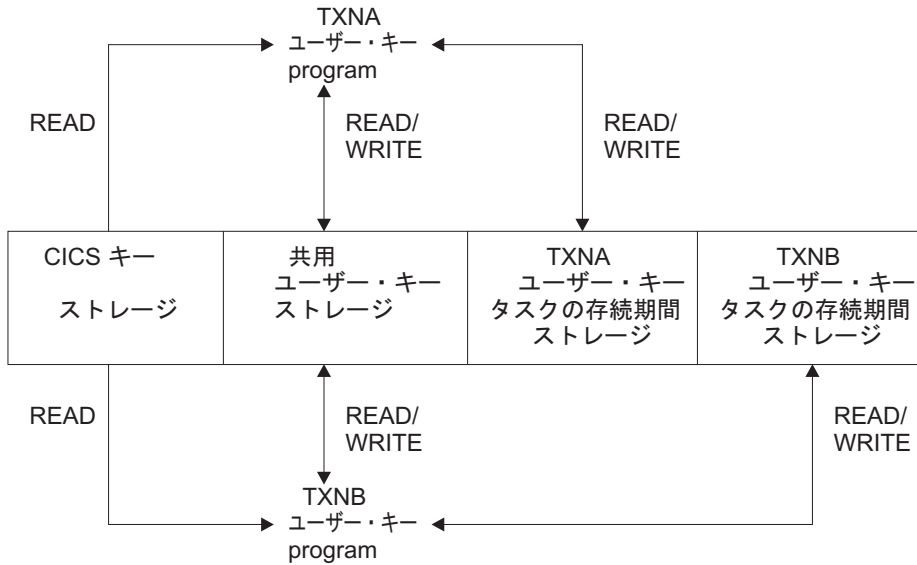 TXNA
ユーザー・キー
program
READ
READ/
WRITE
READ/
WRITE
CICS キー
ストレージ
共用
ユーザー・キー
ストレージ
TXNA
ユーザー・キー
タスクの存続期間
ストレージ
TXNB
ユーザー・キー
タスクの存続期間
ストレージ
READ
READ/
WRITE
READ/
WRITE
TXNB
ユーザー・キー
program